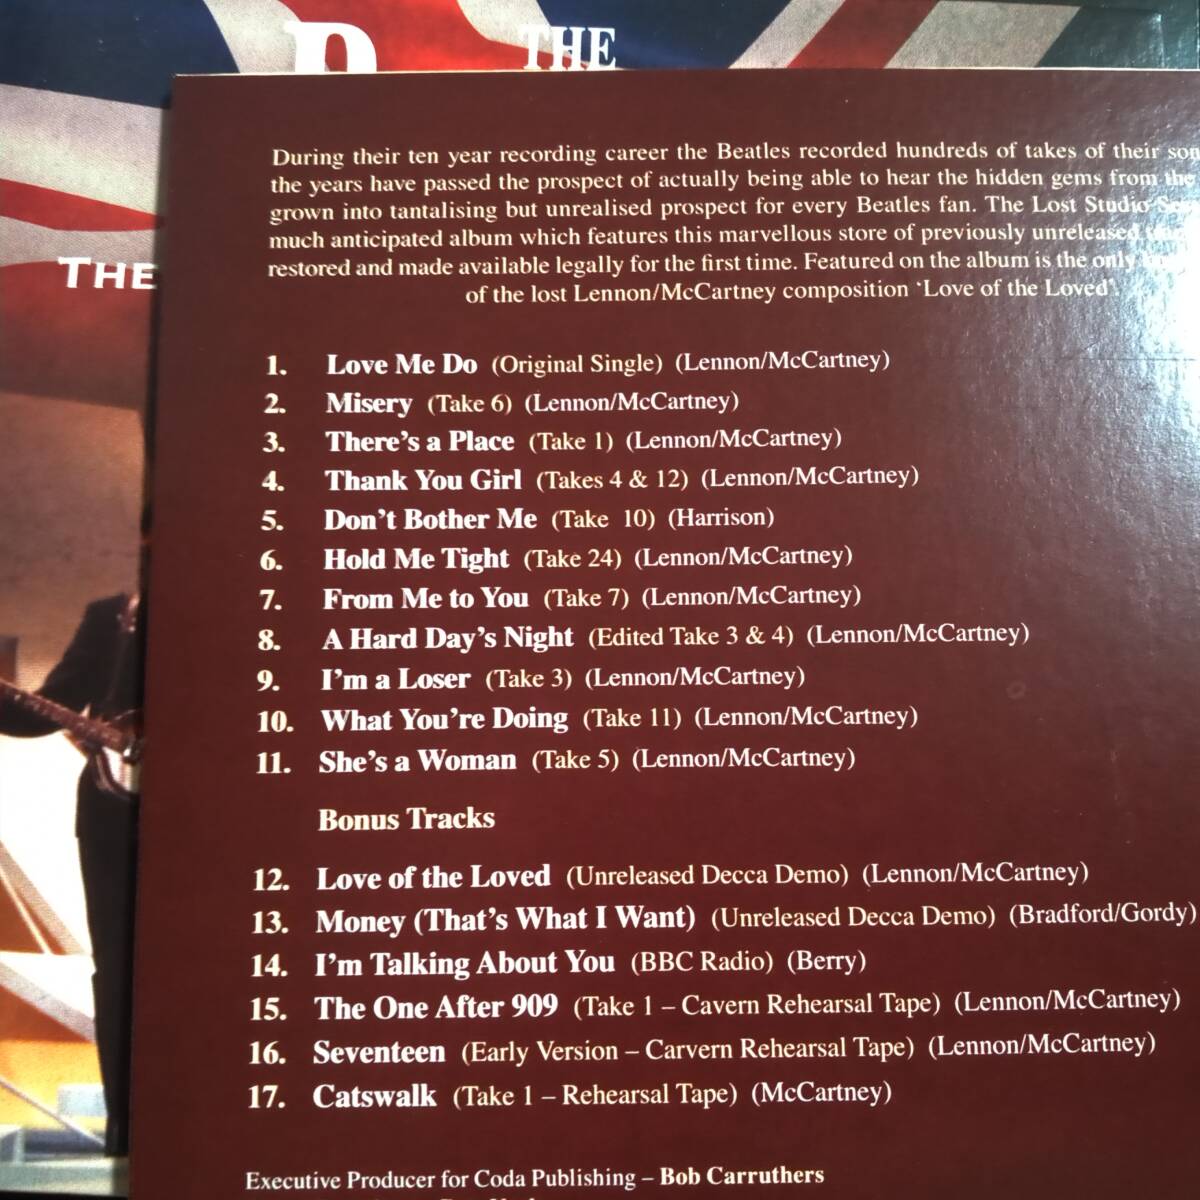 THE
THE
During their ten year recording career the Beatles recorded hundreds of takes of their
the years have passed the prospect of actually being able to hear the hidden gems from the
grown into tantalising but unrealised prospect for every Beatles fan. The Lost Studio
much anticipated album which features this marvellous store of previously unreleased
restored and made available legally for the first time. Featured on the album is the only
of the lost Lennon/McCartney composition ‘Love of the Loved’.
1. Love Me Do (Original Single) (Lennon/McCartney)
2. Misery (Take 6) (Lennon/McCartney)
3. There’s a Place (Take 1) (Lennon/McCartney)
4. Thank You Girl (Takes 4 & 12) (Lennon/McCartney)
5. Don’t Bother Me (Take 10) (Harrison)
6. Hold Me Tight (Take 24) (Lennon/McCartney)
7. From Me to You (Take 7) (Lennon/McCartney)
8. A Hard Day’s Night (Edited Take 3 & 4) (Lennon/McCartney)
9. I’m a Loser (Take 3) (Lennon/McCartney)
10. What You’re Doing (Take 11) (Lennon/McCartney)
11. She’s a Woman (Take 5) (Lennon/McCartney)
Bonus Tracks
12. Love of the Loved (Unreleased Decca Demo) (Lennon/McCartney)
13. Money (That’s What I Want) (Unreleased Decca Demo) (Bradford/Gordy)
14. I’m Talking About You (BBC Radio) (Berry)
15. The One After 909 (Take 1 – Cavern Rehearsal Tape) (Lennon/McCartney)
16. Seventeen (Early Version – Carvern Rehearsal Tape) (Lennon/McCartney)
17. Catswalk (Take 1 – Rehearsal Tape) (McCartney)
Executive Producer for Coda Publishing – Bob Carruthers